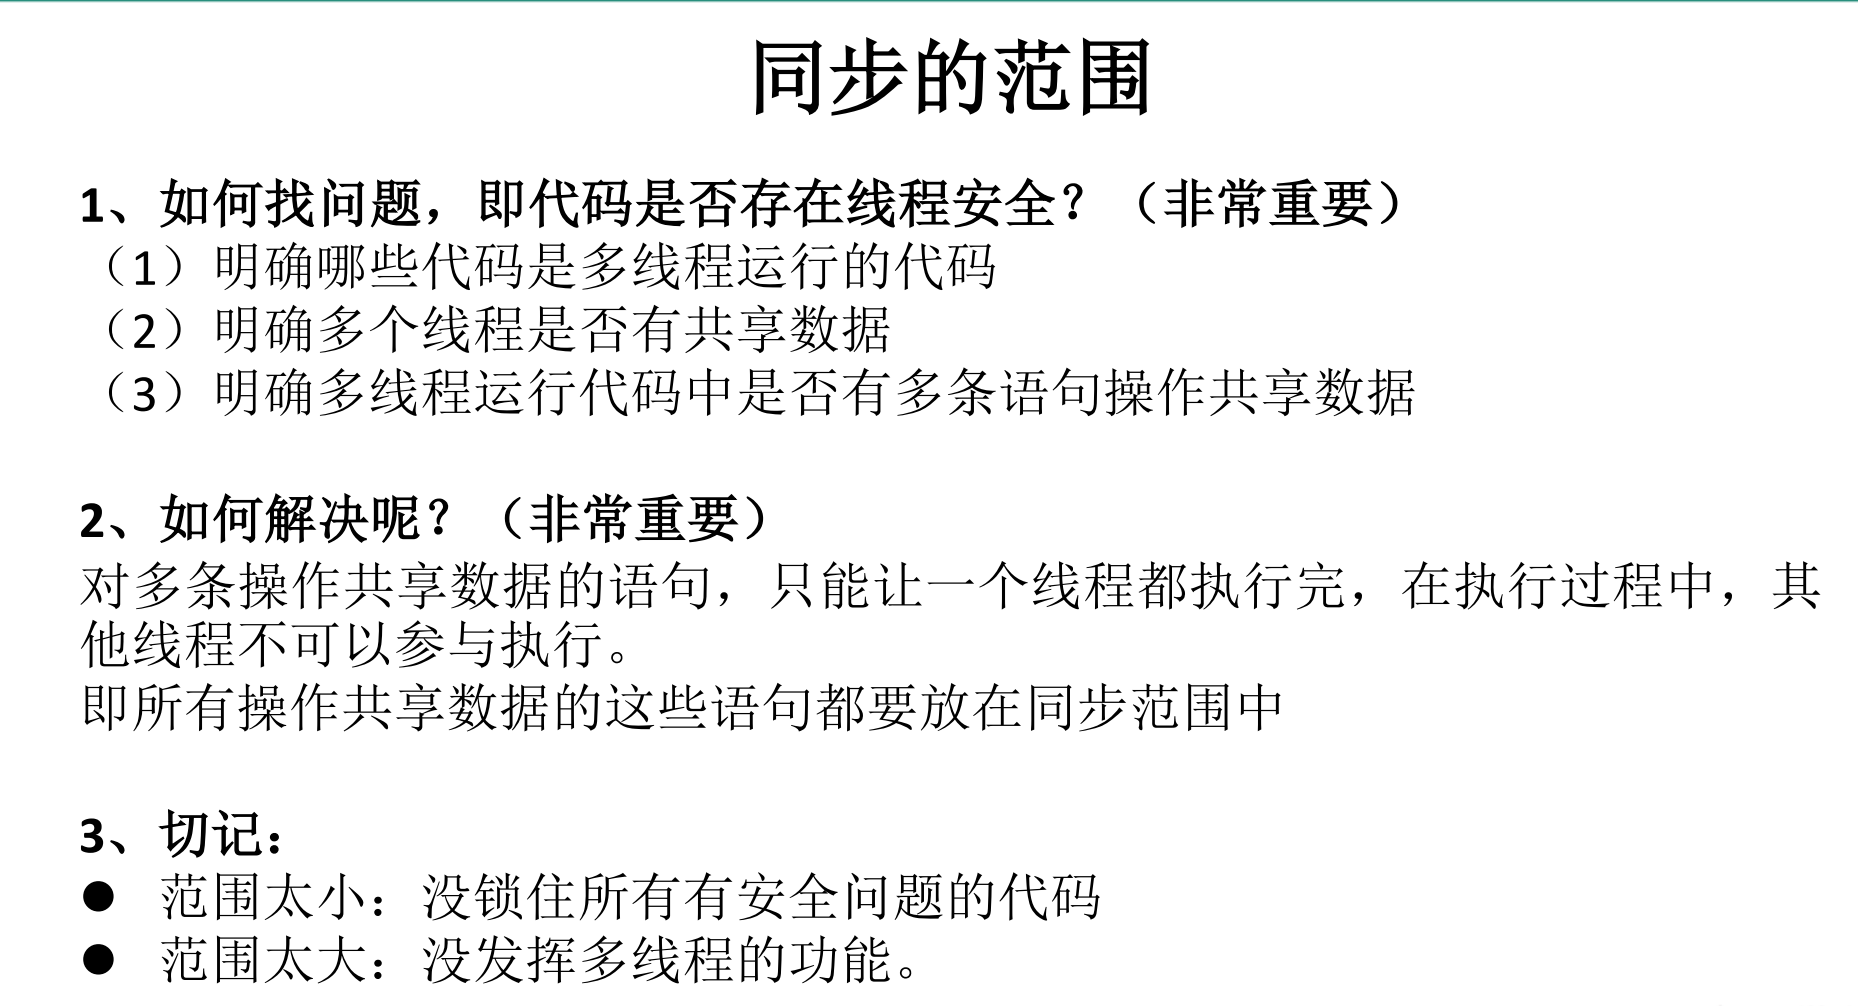 同步的范围
1、如何找问题，即代码是否存在线程安全？（非常重要）
（1）明确哪些代码是多线程运行的代码
（2）明确多个线程是否有共享数据
（3）明确多线程运行代码中是否有多条语句操作共享数据
2、如何解决呢？（非常重要）
对多条操作共享数据的语句，只能让一个线程都执行完，在执行过程中，其
他线程不可以参与执行。
即所有操作共享数据的这些语句都要放在同步范围中
3、切记：
● 范围太小：没锁住所有有安全问题的代码
● 范围太大：没发挥多线程的功能。